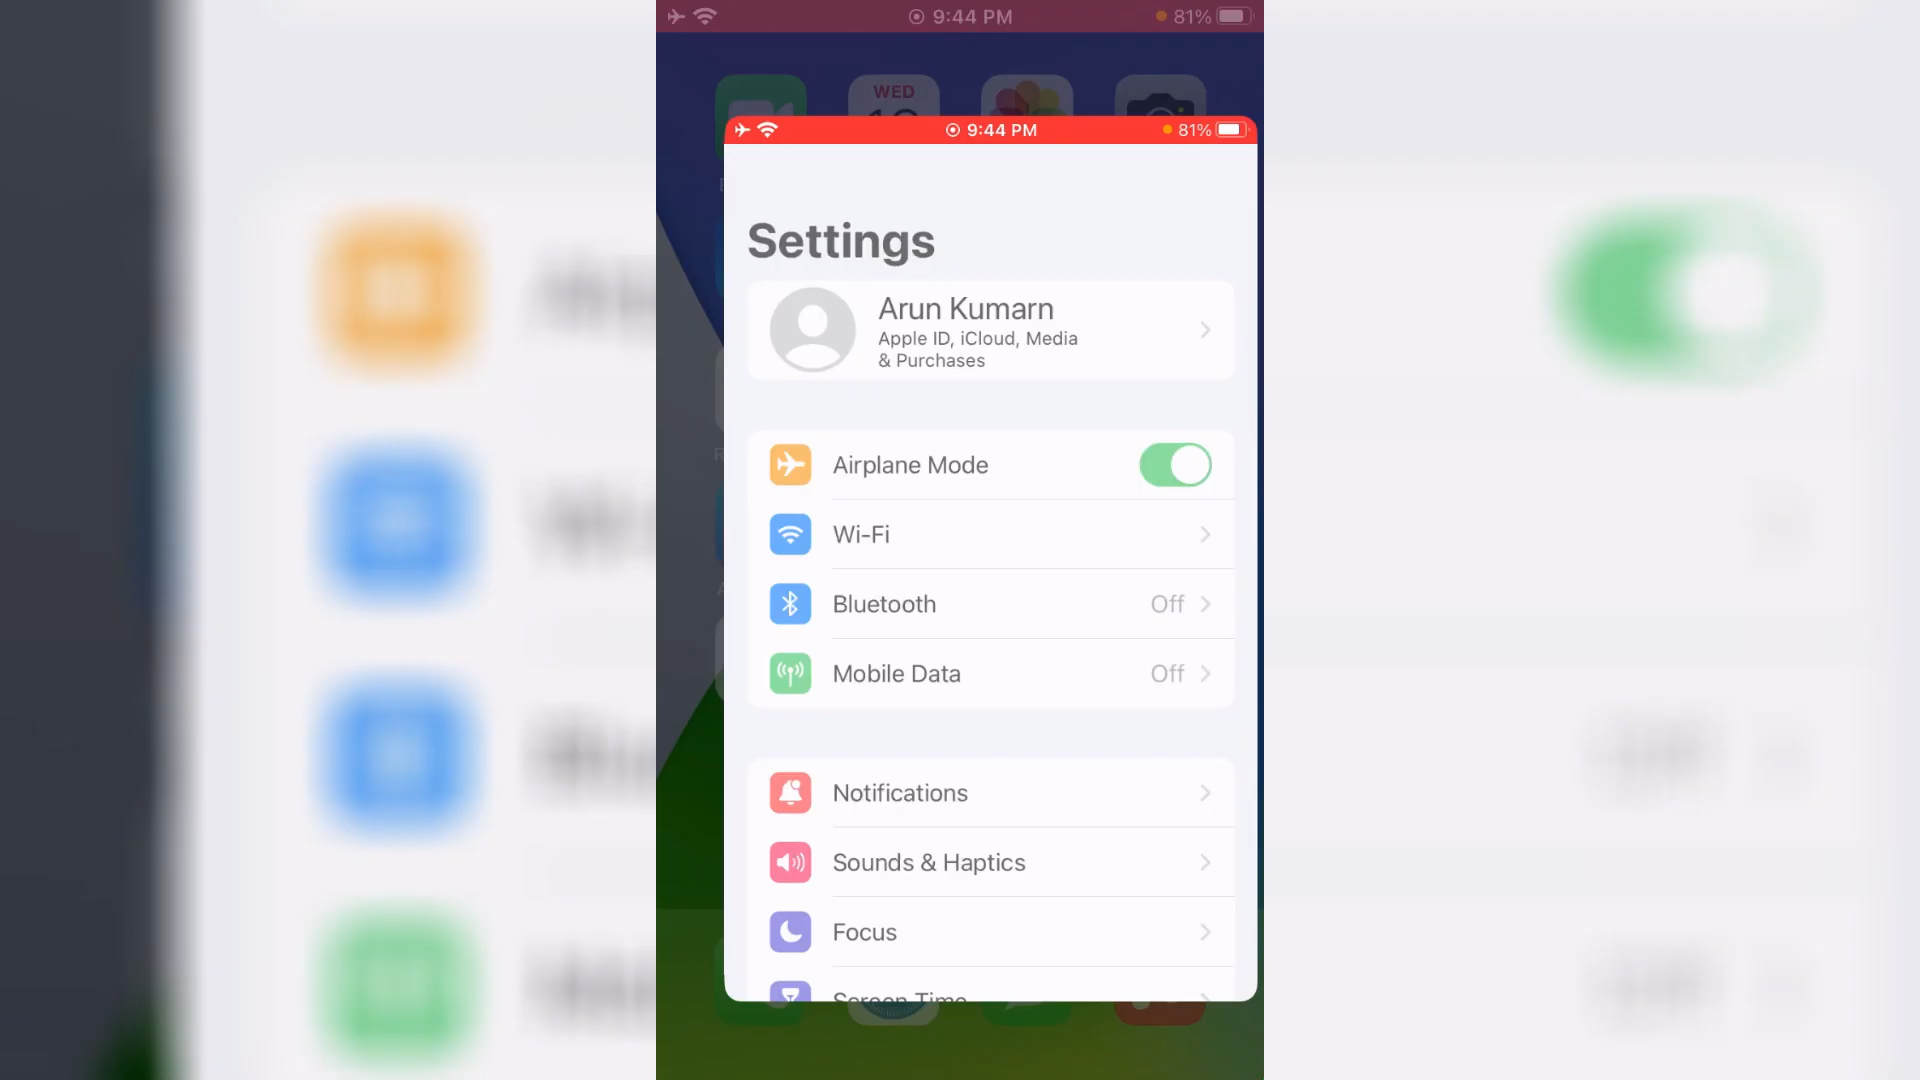 9:44 PM
81%
WED
9:44 PM
81%
Settings
Arun Kumarn
Apple ID, iCloud, Media
& Purchases
Airplane Mode
Wi-Fi
Bluetooth
Off
Mobile Data
Off
Notifications
Sounds & Haptics
Focus
Screen Time